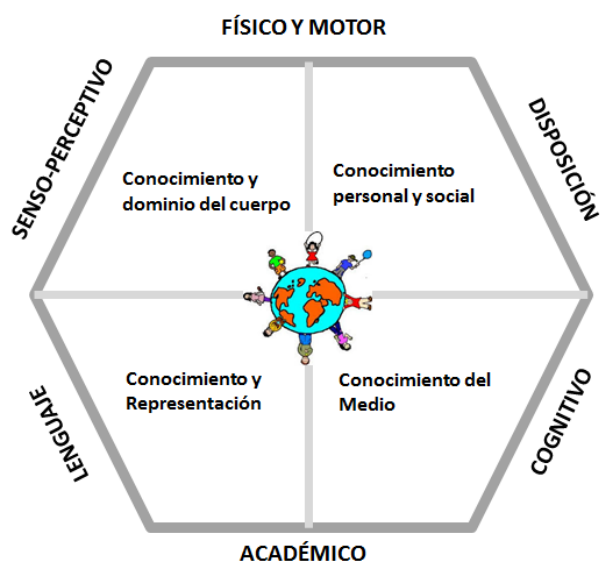 FÍSICO Y MOTOR
SENSO-PERCEPTIVO
DISPOSICIÓN
Conocimiento y
dominio del cuerpo
Conocimiento
personal y social
Conocimiento y
Representación
Conocimiento del
Medio
LENGUAJE
COGNITIVO
ACADÉMICO